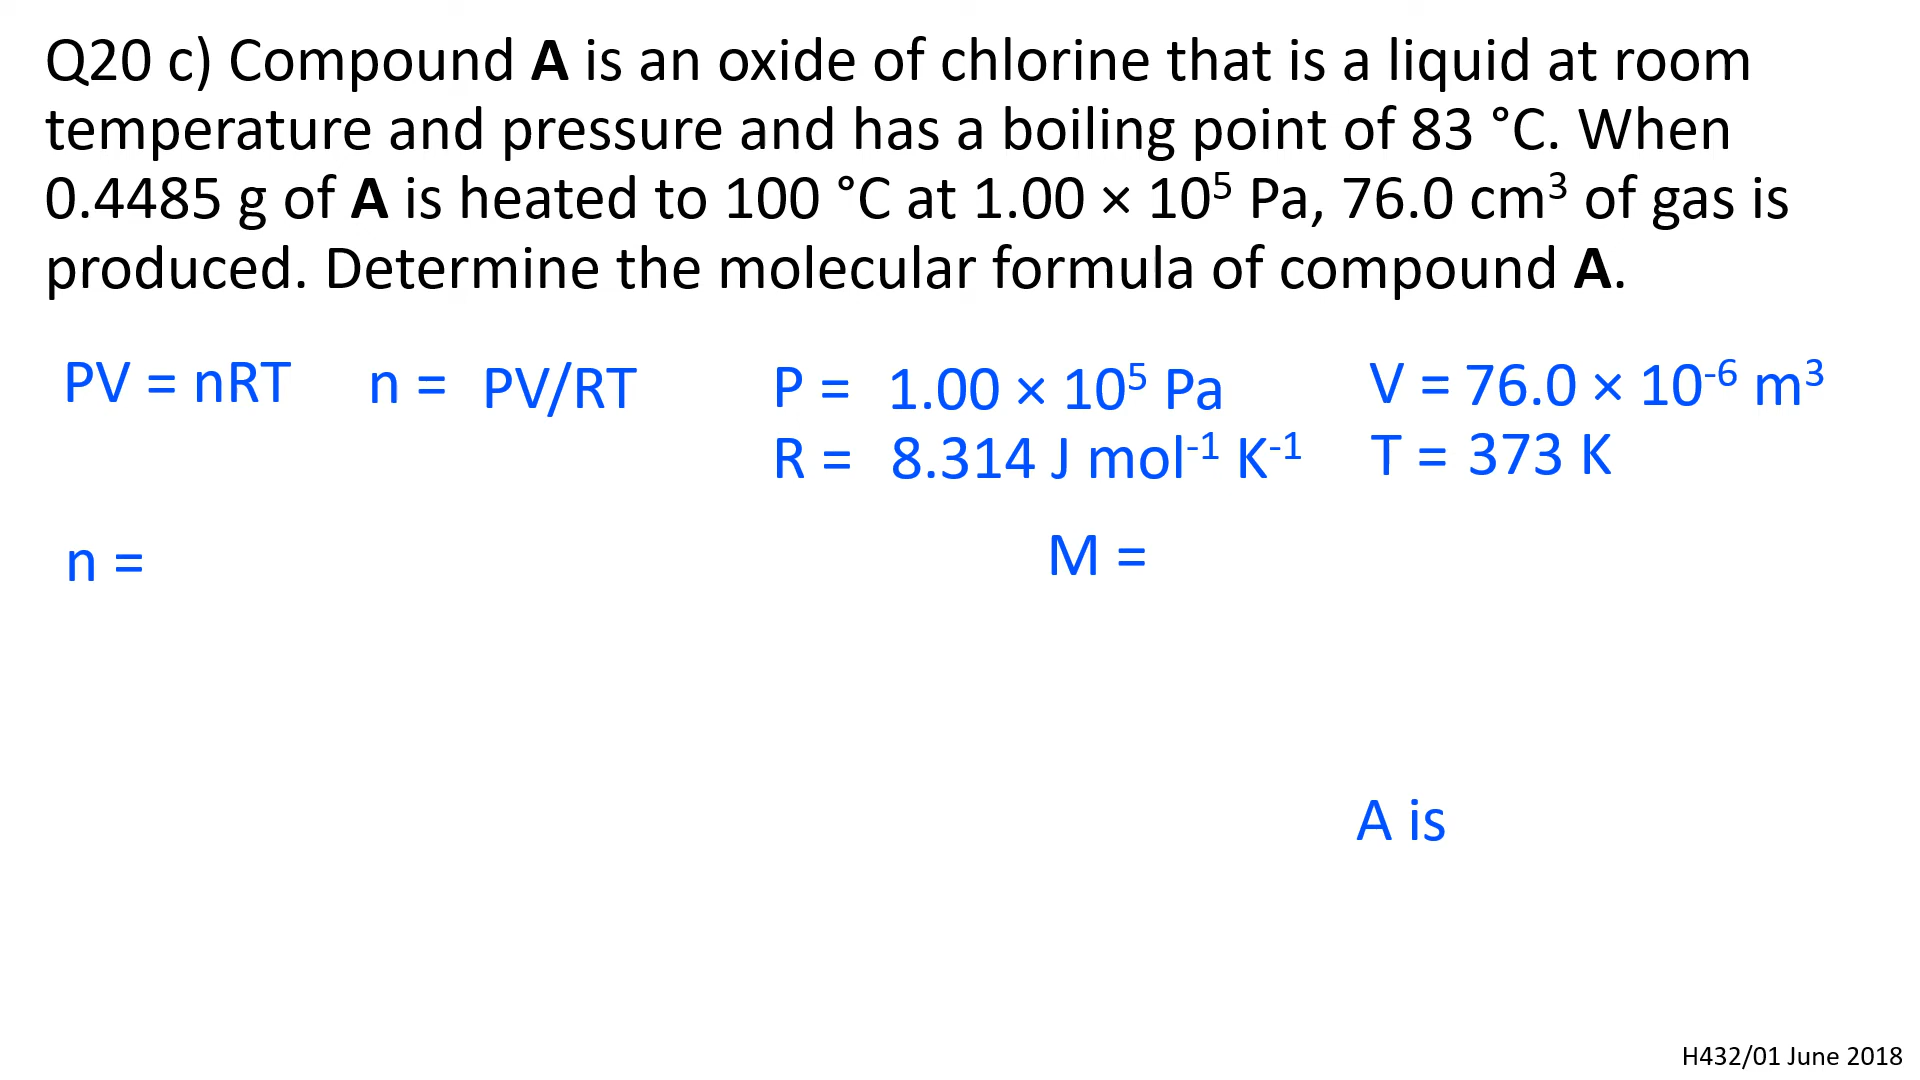 Q20 c) Compound A is an oxide of chlorine that is a liquid at room
temperature and pressure and has a boiling point of 83 °C. When
0.4485 g of A is heated to 100 °C at 1.00 × 10⁵ Pa, 76.0 cm³ of gas is
produced. Determine the molecular formula of compound A.
PV = nRT n = PV/RT P = 1.00 × 10⁵ Pa V = 76.0 × 10⁻⁶ m³
R = 8.314 J mol⁻¹ K⁻¹ T = 373 K
n = M =
A is
H432/01 June 2018